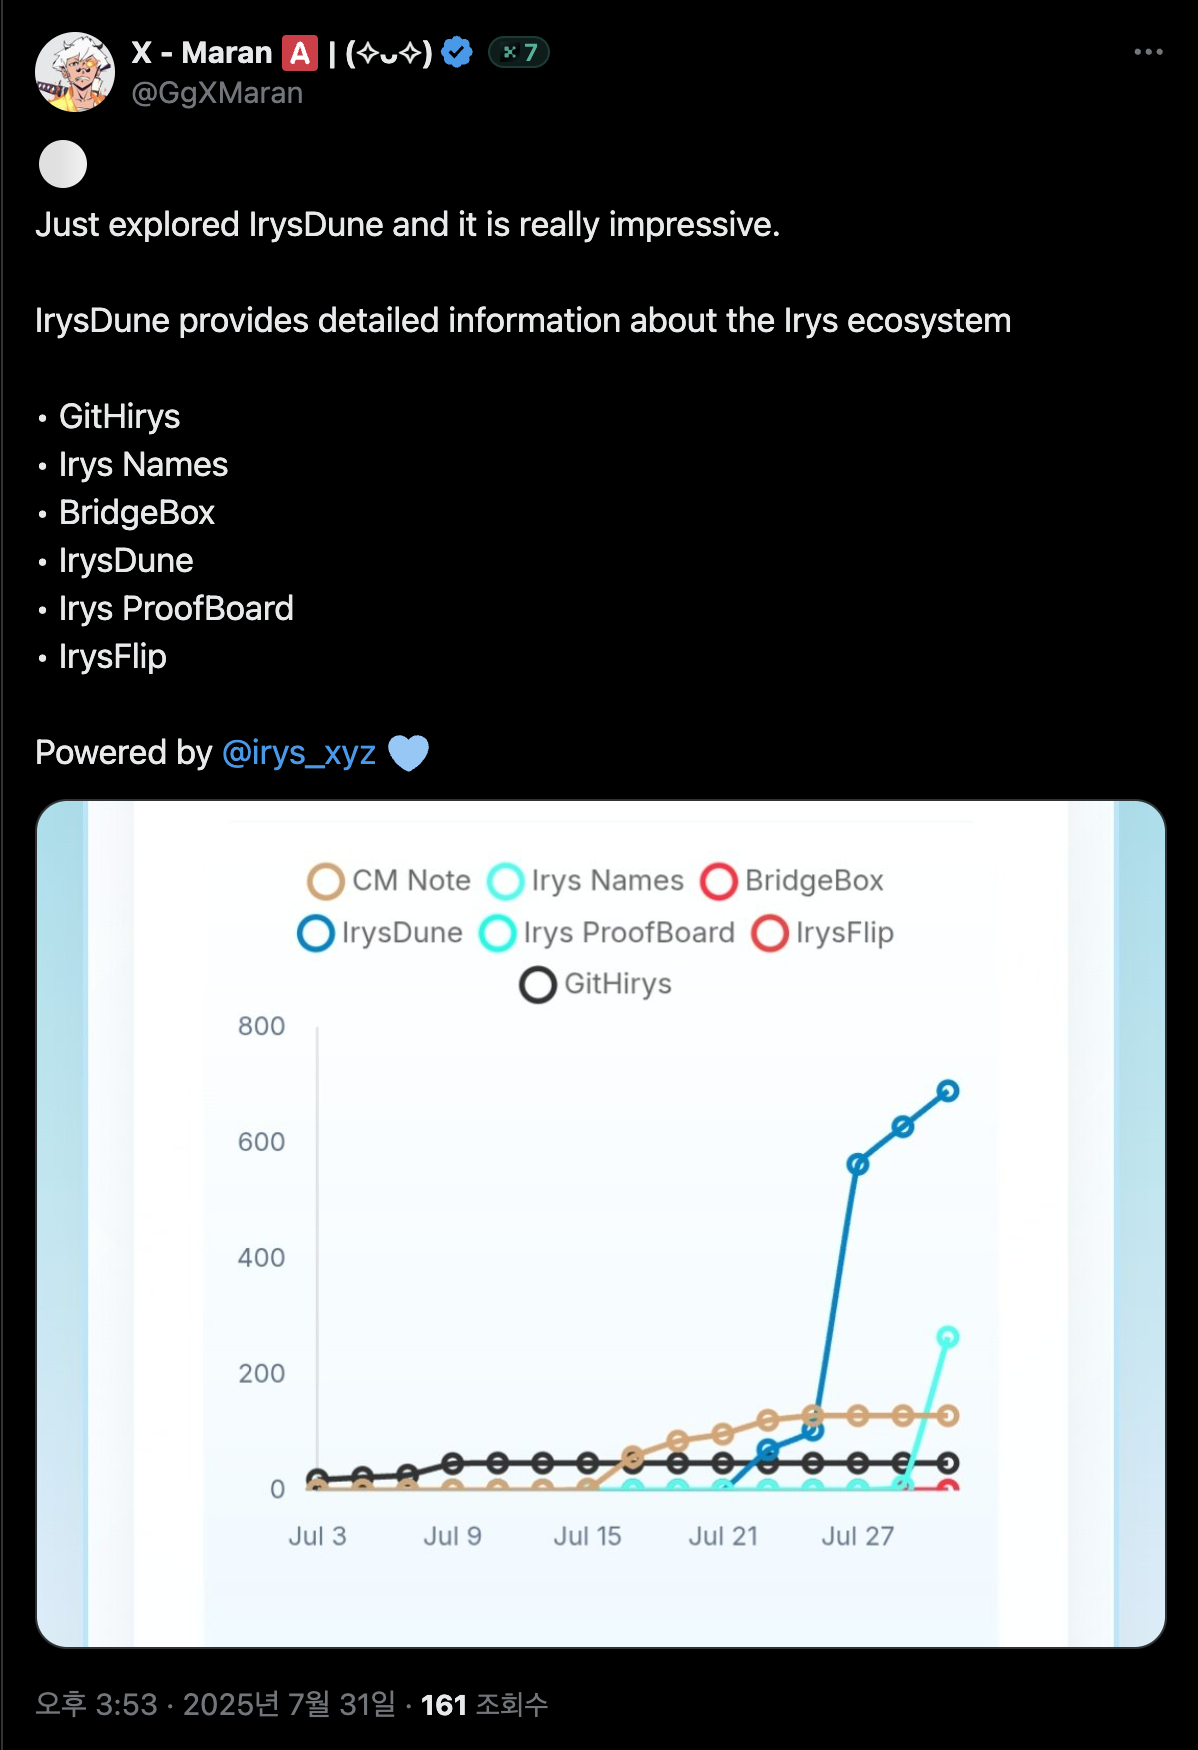 X - Maran 🅰 | (✧ᴗ✧) 7
@GgXMaran
Just explored IrysDune and it is really impressive.
IrysDune provides detailed information about the Irys ecosystem
• GitHirys
• Irys Names
• BridgeBox
• IrysDune
• Irys ProofBoard
• IrysFlip
Powered by @irys_xyz 🩵
CM Note Irys Names BridgeBox
IrysDune Irys ProofBoard IrysFlip
GitHirys
800
600
400
200
0
Jul 3 Jul 9 Jul 15 Jul 21 Jul 27
오후 3:53 · 2025년 7월 31일 · 161 조회수